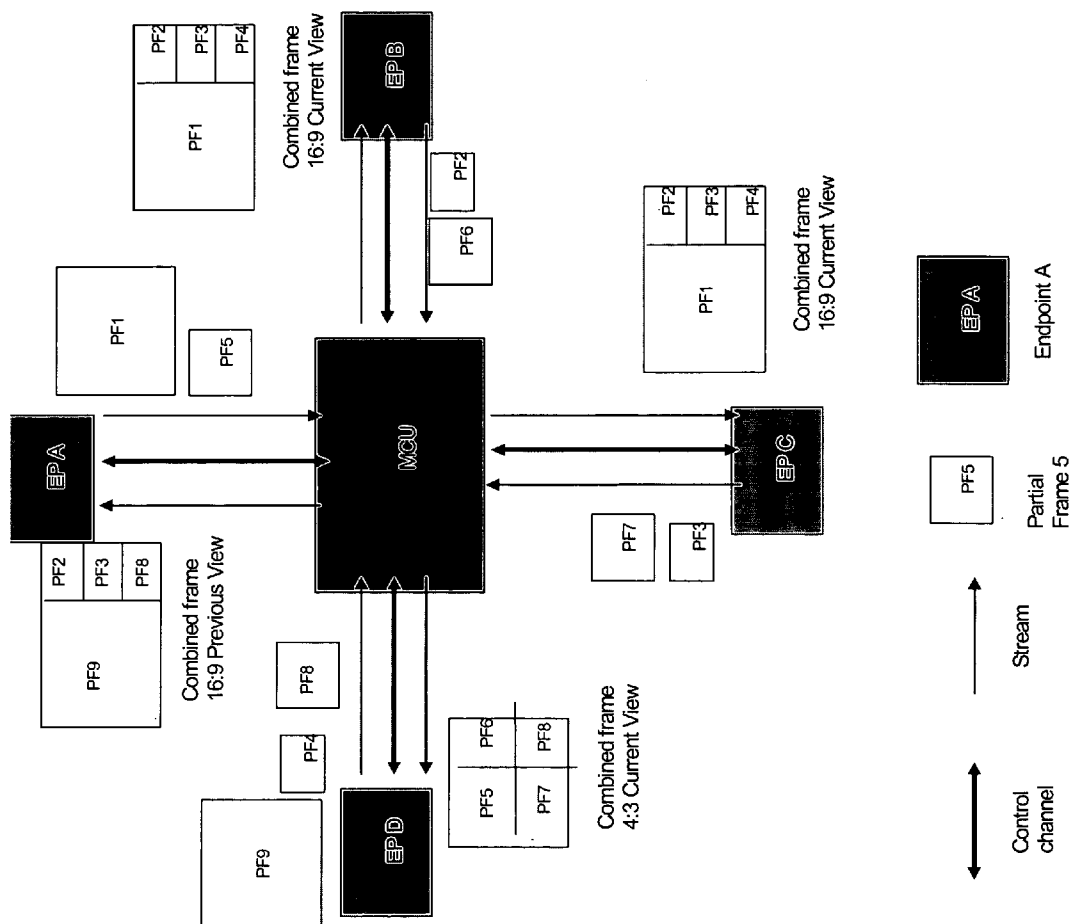 PF2
PF3
PF4
PF1
Combined frame
16:9 Current View
EP B
PF2
PF6
PF1
PF5
EP A
MCU
PF2
PF3
PF8
PF9
Combined frame
16:9 Previous View
PF8
PF4
PF9
EP D
PF5
PF6
PF7
PF8
Combined frame
4:3 Current View
PF7
PF3
EP C
PF2
PF3
PF4
PF1
Combined frame
16:9 Current View
Control
channel
Stream
PF5
Partial
Frame 5
EP A
Endpoint A